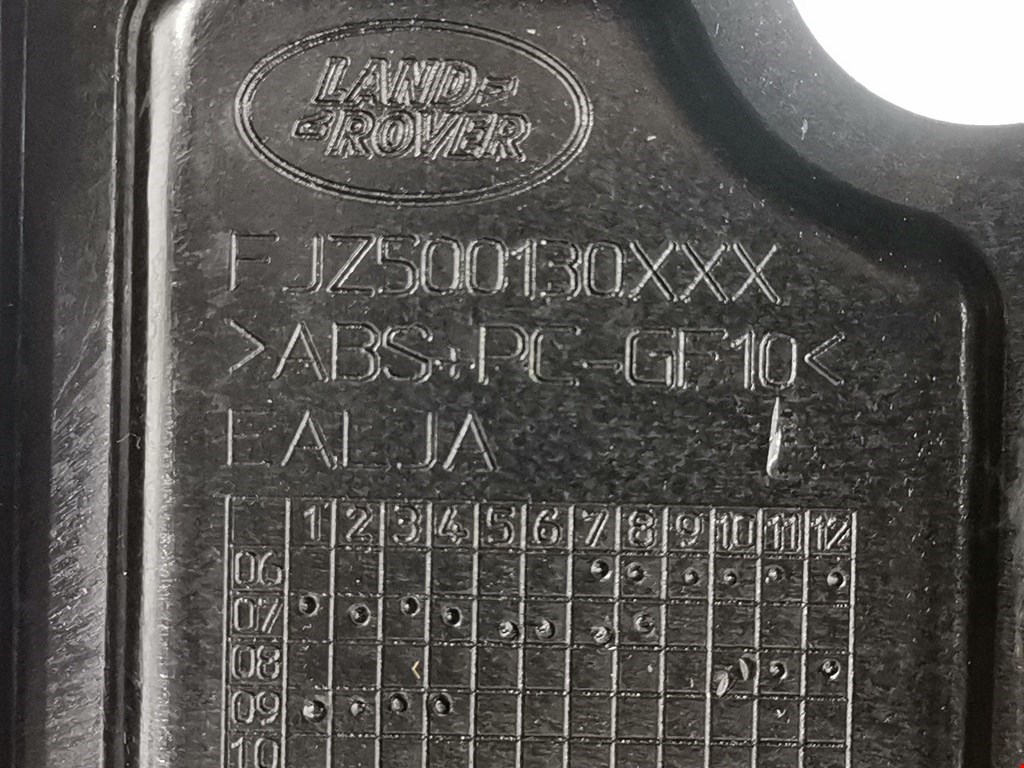 LAND
ROVER
FJZ500130XXX
>ABS+PC-GF10<
EALJA
1 2 3 4 5 6 7 8 9 10 11 12
06
07
08
09
10